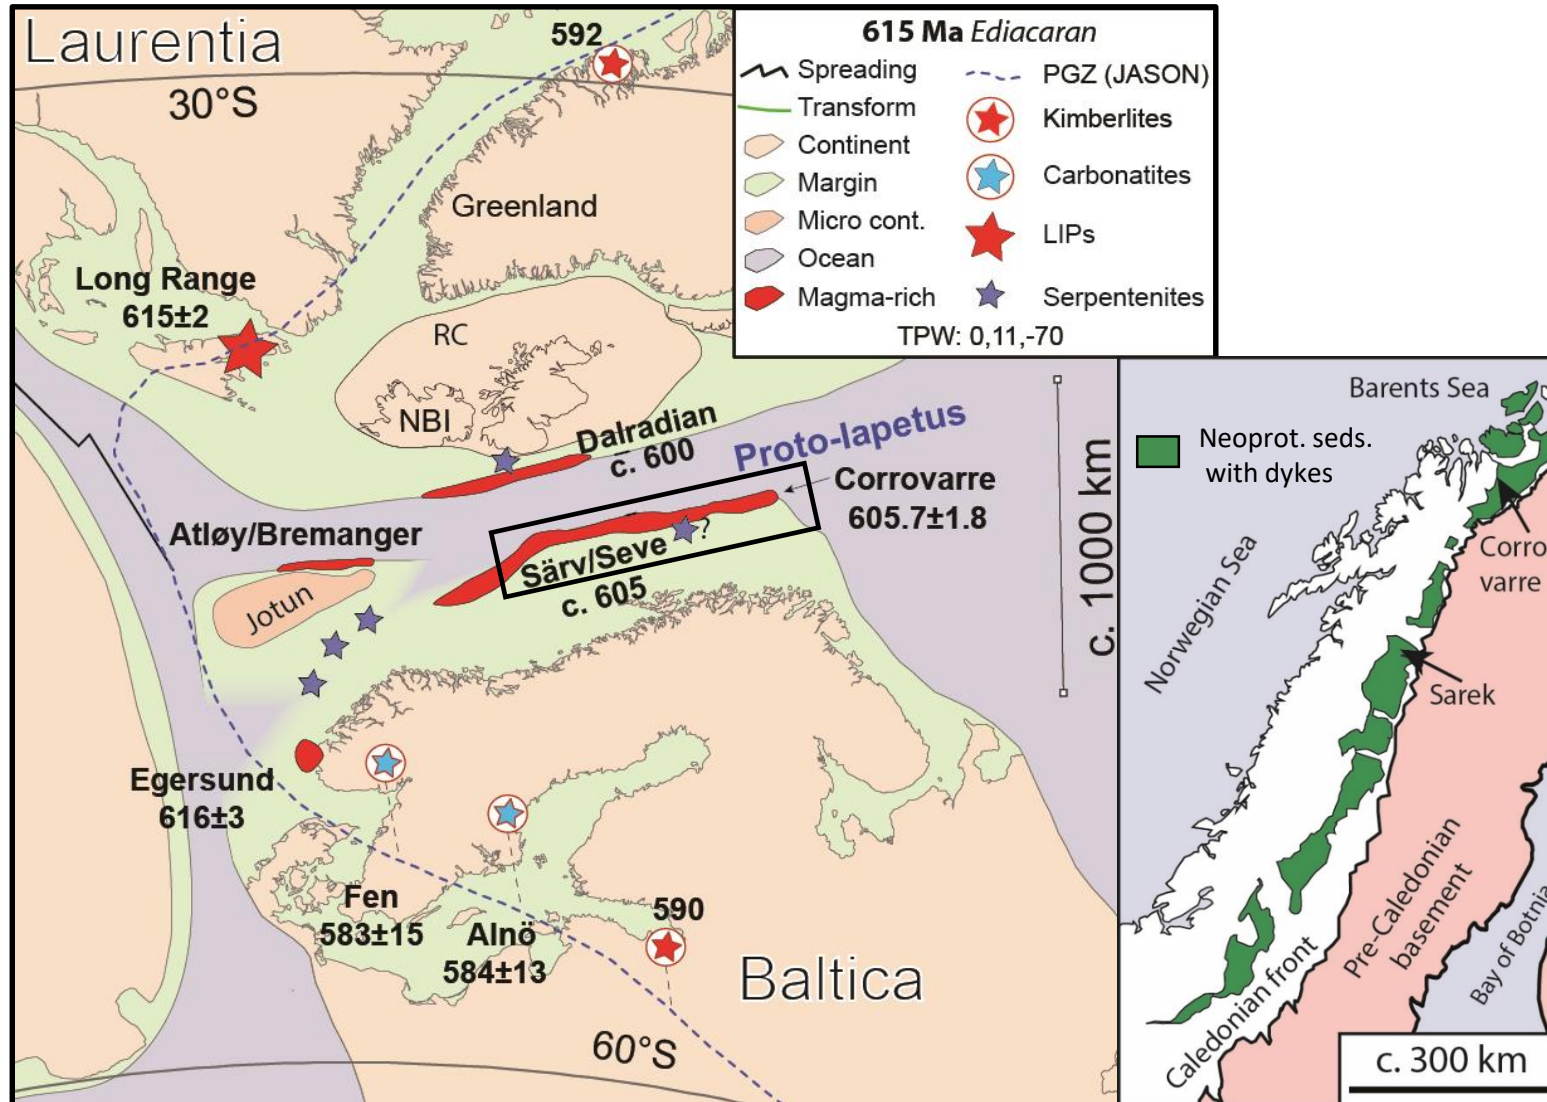 Laurentia
30°S
592
Greenland
Long Range
615±2
RC
NBI
Dalradian
c. 600
Proto-Iapetus
Corrovarre
605.7±1.8
Atløy/Bremanger
Särv/Seve
?
c. 605
Jotun
c. 1000 km
Egersund
616±3
Fen
583±15
Alnö
584±13
590
Baltica
60°S
615 Ma Ediacaran
Spreading
Transform
Continent
Margin
Micro cont.
Ocean
Magma-rich
PGZ (JASON)
Kimberlites
Carbonatites
LIPs
Serpentenites
TPW: 0,11,-70
Barents Sea
Neoprot. seds.
with dykes
Norwegian Sea
Corro
varre
Sarek
Pre-Caledonian
basement
Bay of Botnia
Caledonian front
c. 300 km